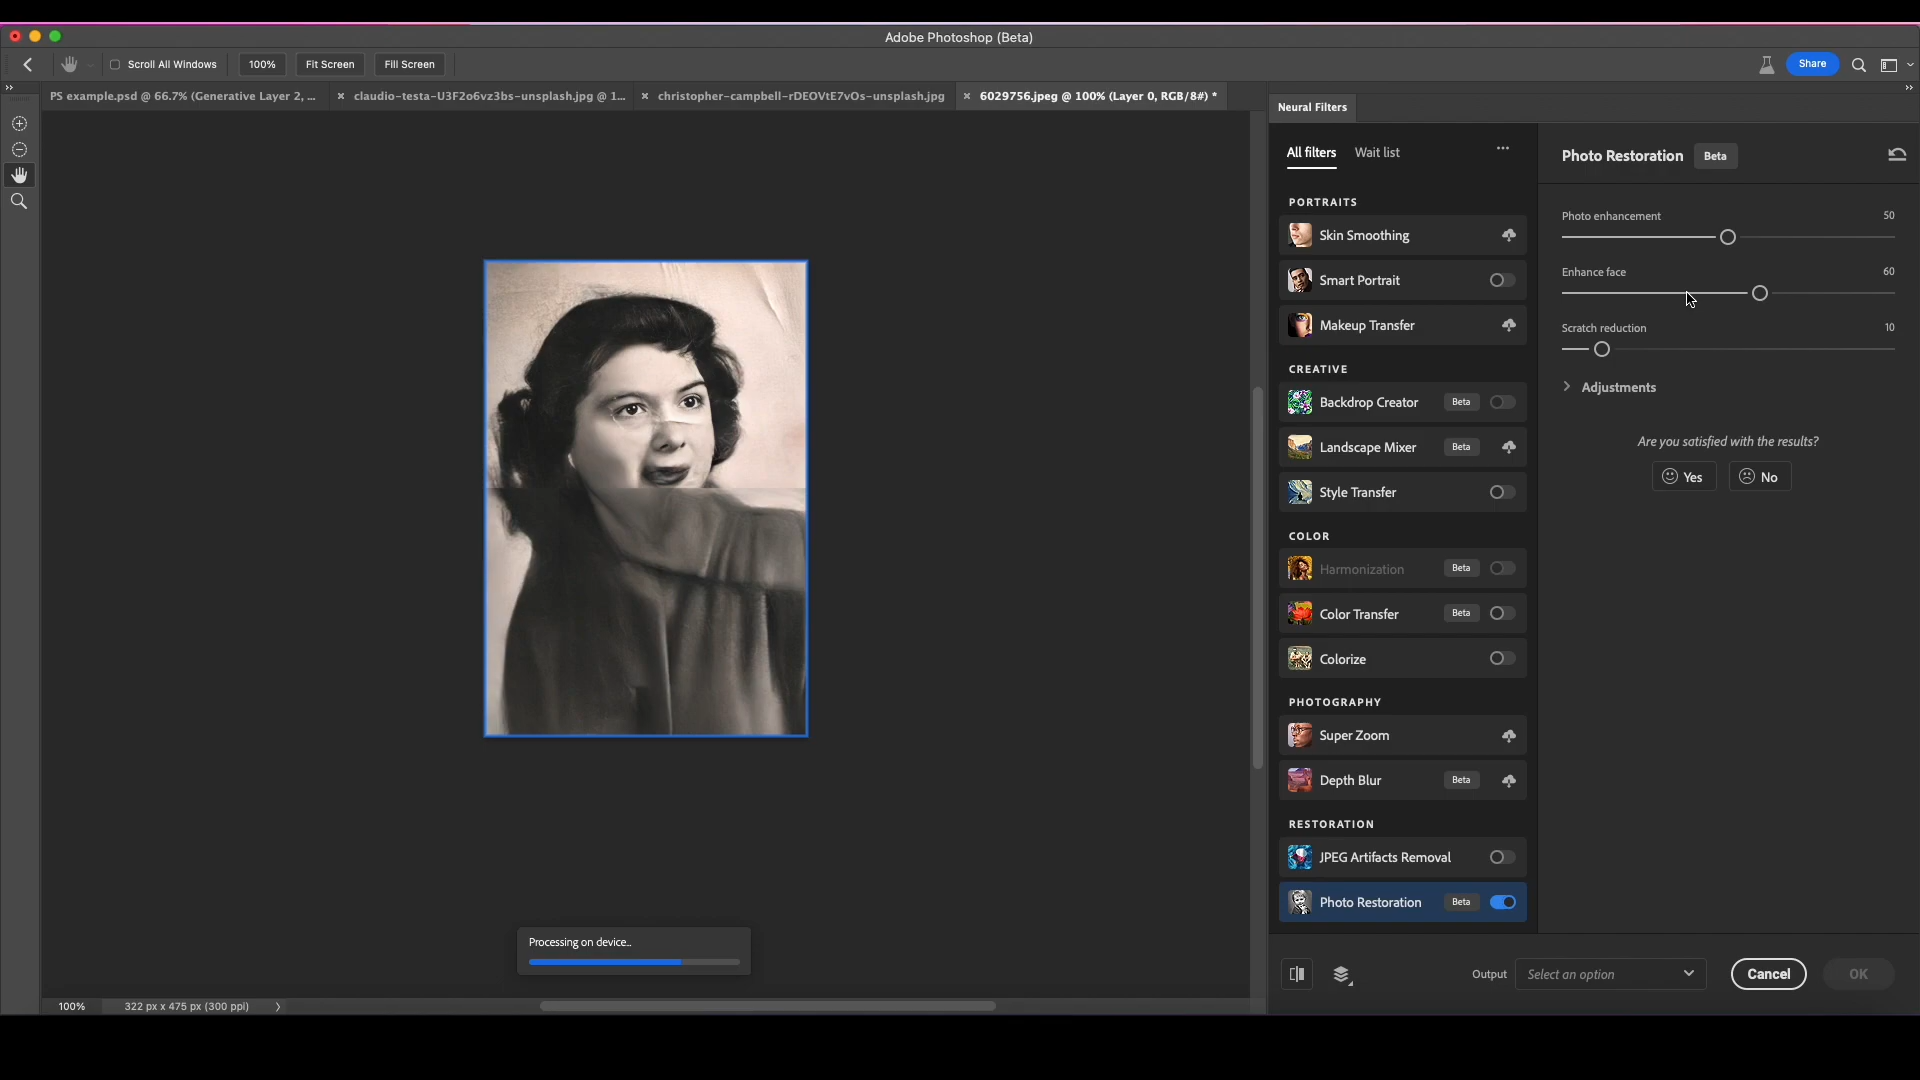 Adobe Photoshop (Beta)
Scroll All Windows
100%
Fit Screen
Fill Screen
Share
PS example.psd @ 66.7% (Generative Layer 2, ...
claudio-testa-U3F2o6vz3bs-unsplash.jpg @ 1...
christopher-campbell-rDEOVtE7vOs-unsplash.jpg
6029756.jpeg @ 100% (Layer 0, RGB/8#) *
Neural Filters
All filters
Wait list
PORTRAITS
Skin Smoothing
Smart Portrait
Makeup Transfer
CREATIVE
Backdrop Creator Beta
Landscape Mixer Beta
Style Transfer
COLOR
Harmonization Beta
Color Transfer Beta
Colorize
PHOTOGRAPHY
Super Zoom
Depth Blur Beta
RESTORATION
JPEG Artifacts Removal
Photo Restoration Beta
Photo Restoration Beta
Photo enhancement 50
Enhance face 60
Scratch reduction 10
Adjustments
Are you satisfied with the results?
Yes
No
Processing on device...
Output
Select an option
Cancel
OK
100%
322 px x 475 px (300 ppi)